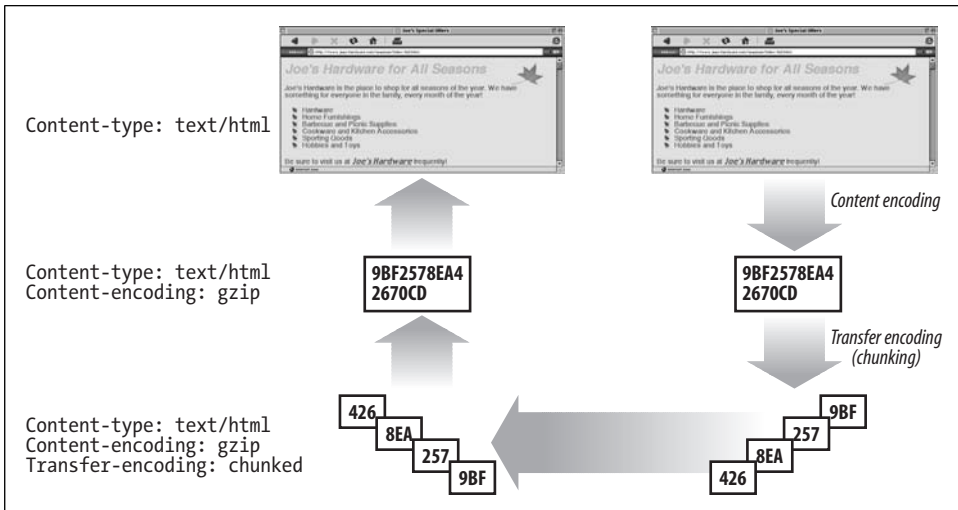 Joe's Special Offers
Joe's Special Offers
Joe's Hardware for All Seasons
Joe's Hardware is the place to shop for all seasons of the year. We have
something for everyone in the family, every month of the year!
Hardware
Home Furnishings
Barbecue and Picnic Supplies
Cookware and Kitchen Accessories
Sporting Goods
Hobbies and Toys
Be sure to visit us at Joe's Hardware frequently!
Joe's Hardware for All Seasons
Joe's Hardware is the place to shop for all seasons of the year. We have
something for everyone in the family, every month of the year!
Hardware
Home Furnishings
Barbecue and Picnic Supplies
Cookware and Kitchen Accessories
Sporting Goods
Hobbies and Toys
Be sure to visit us at Joe's Hardware frequently!
Content-type: text/html
Content encoding
Content-type: text/html
Content-encoding: gzip
9BF2578EA4
2670CD
9BF2578EA4
2670CD
Transfer encoding
(chunking)
Content-type: text/html
Content-encoding: gzip
Transfer-encoding: chunked
426
8EA
257
9BF
9BF
257
8EA
426